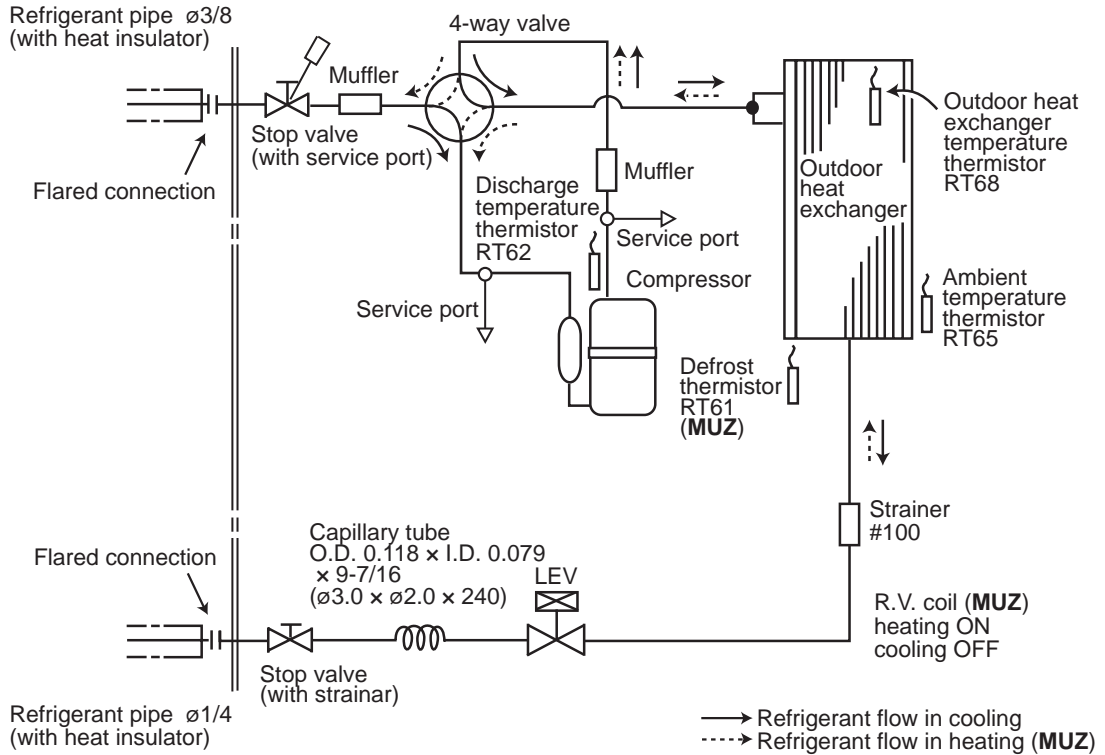 Refrigerant pipe ø3/8
(with heat insulator)
4-way valve
Muffler
Stop valve
(with service port)
Flared connection
Discharge
temperature
thermistor
RT62
Muffler
Service port
Service port
Compressor
Outdoor
heat
exchanger
Outdoor heat
exchanger
temperature
thermistor
RT68
Ambient
temperature
thermistor
RT65
Defrost
thermistor
RT61
(MUZ)
Strainer
#100
Flared connection
Capillary tube
O.D. 0.118 × I.D. 0.079
× 9-7/16
(ø3.0 × ø2.0 × 240)
LEV
R.V. coil (MUZ)
heating ON
cooling OFF
Stop valve
(with strainar)
Refrigerant pipe ø1/4
(with heat insulator)
Refrigerant flow in cooling
Refrigerant flow in heating (MUZ)